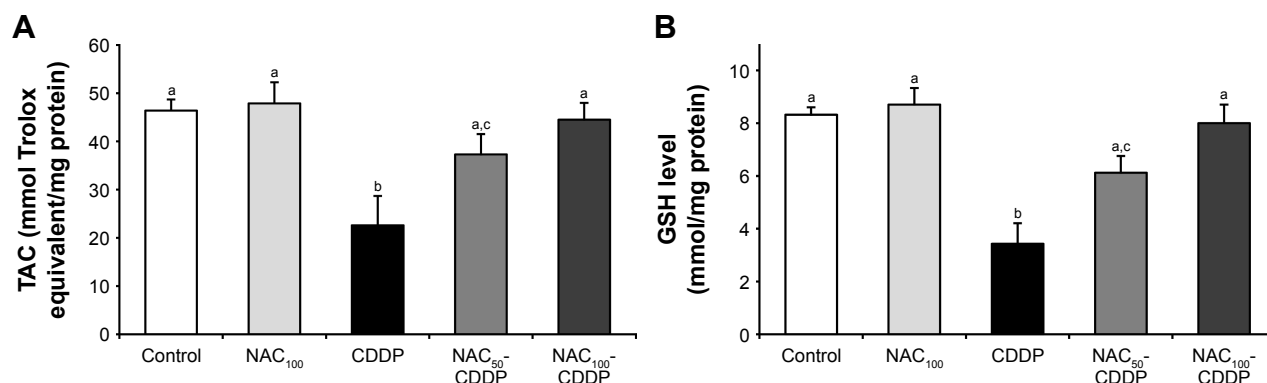 A
TAC (mmol Trolox
equivalent/mg protein)
60
50
40
30
20
10
0
a
a
b
a,c
a
Control
NAC100
CDDP
NAC50-
CDDP
NAC100-
CDDP
B
GSH level
(mmol/mg protein)
10
8
6
4
2
0
a
a
b
a,c
a
Control
NAC100
CDDP
NAC50-
CDDP
NAC100-
CDDP